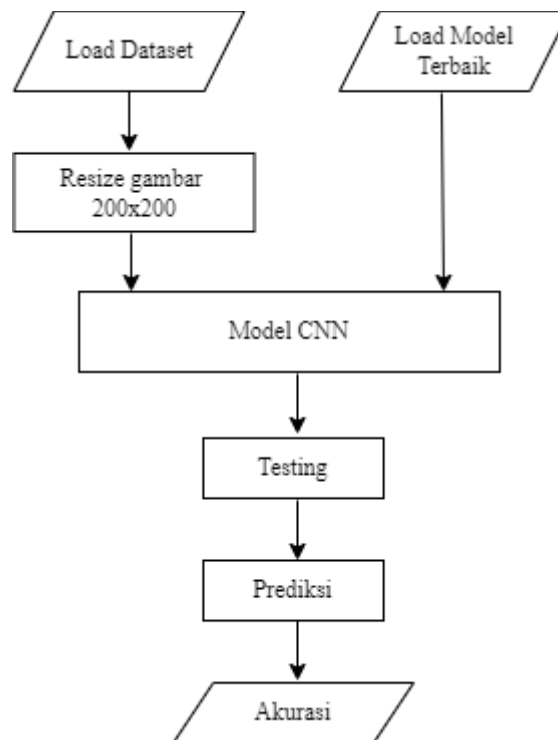 Load Dataset
Load Model
Terbaik
Resize gambar
200x200
Model CNN
Testing
Prediksi
Akurasi